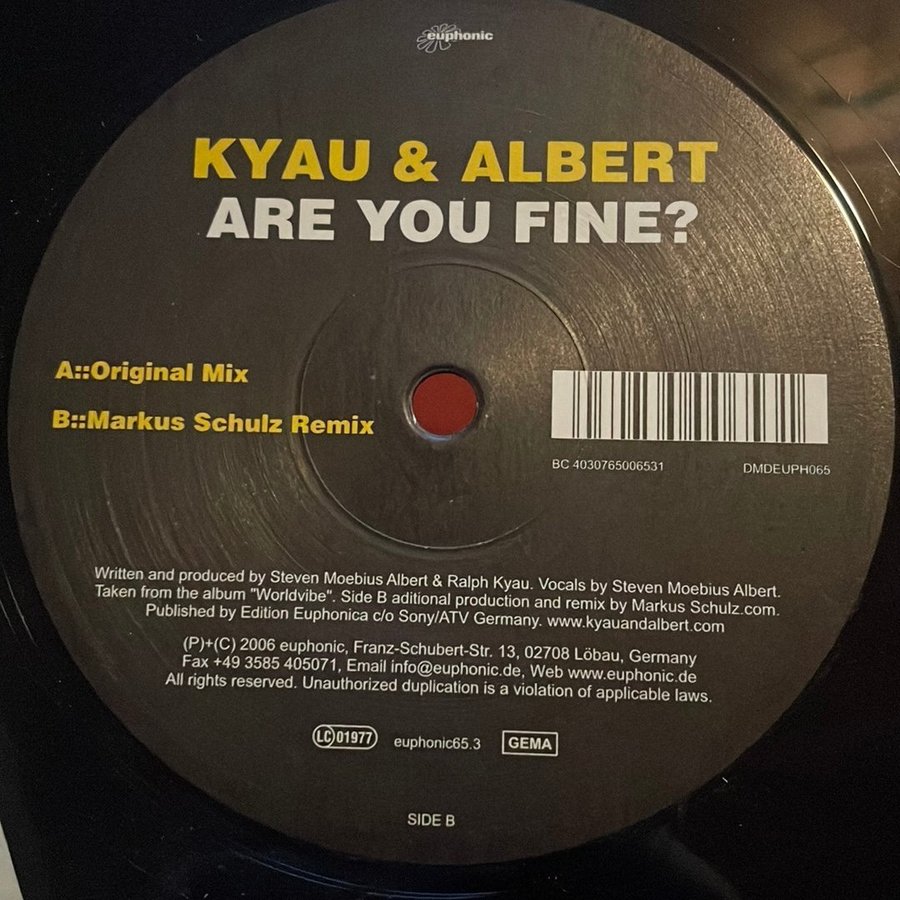 euphonic
KYAU & ALBERT
ARE YOU FINE?
A::Original Mix
B::Markus Schulz Remix
BC 4030765006531 DMDEUPH065
Written and produced by Steven Moebius Albert & Ralph Kyau. Vocals by Steven Moebius Albert.
Taken from the album "Worldvibe". Side B aditional production and remix by Markus Schulz.com.
Published by Edition Euphonica c/o Sony/ATV Germany. www.kyauandalbert.com
(P)+(C) 2006 euphonic, Franz-Schubert-Str. 13, 02708 Löbau, Germany
Fax +49 3585 405071, Email info@euphonic.de, Web www.euphonic.de
All rights reserved. Unauthorized duplication is a violation of applicable laws.
LC 01977 euphonic65.3 GEMA
SIDE B